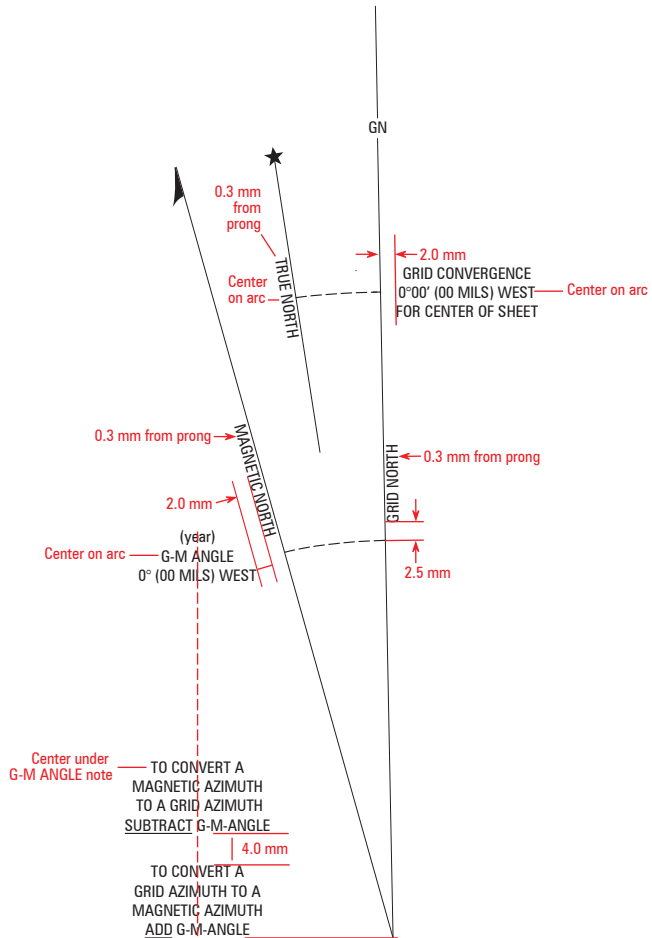 GN
0.3 mm
from
prong
TRUE NORTH
Center
on arc
2.0 mm
GRID CONVERGENCE
0°00' (00 MILS) WEST
FOR CENTER OF SHEET
Center on arc
0.3 mm from prong
MAGNETIC NORTH
GRID NORTH
0.3 mm from prong
2.0 mm
(year)
G-M ANGLE
0° (00 MILS) WEST
Center on arc
2.5 mm
Center under
G-M ANGLE note
TO CONVERT A
MAGNETIC AZIMUTH
TO A GRID AZIMUTH
SUBTRACT G-M-ANGLE
4.0 mm
TO CONVERT A
GRID AZIMUTH TO A
MAGNETIC AZIMUTH
ADD G-M-ANGLE